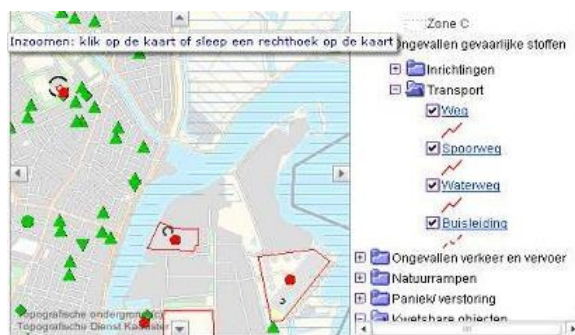 Zone C
Inzoomen: klik op de kaart of sleep een rechthoek op de kaart
Ongevallen gevaarlijke stoffen
Inrichtingen
Transport
Weg
Spoorweg
Waterweg
Buisleiding
Ongevallen verkeer en vervoer
Natuurrampen
Paniek/ verstoring
Kwetsbare objecten
Topografische ondergrond(c)
Topografische Dienst Kadaster